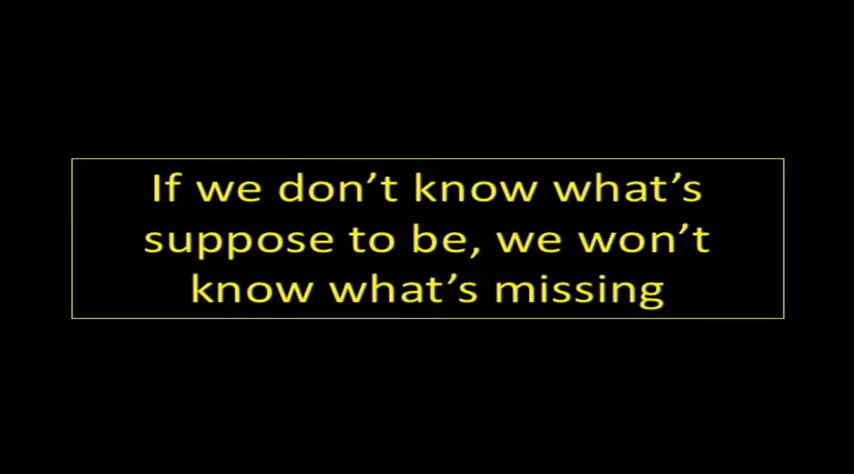 If we don’t know what’s
suppose to be, we won’t
know what’s missing